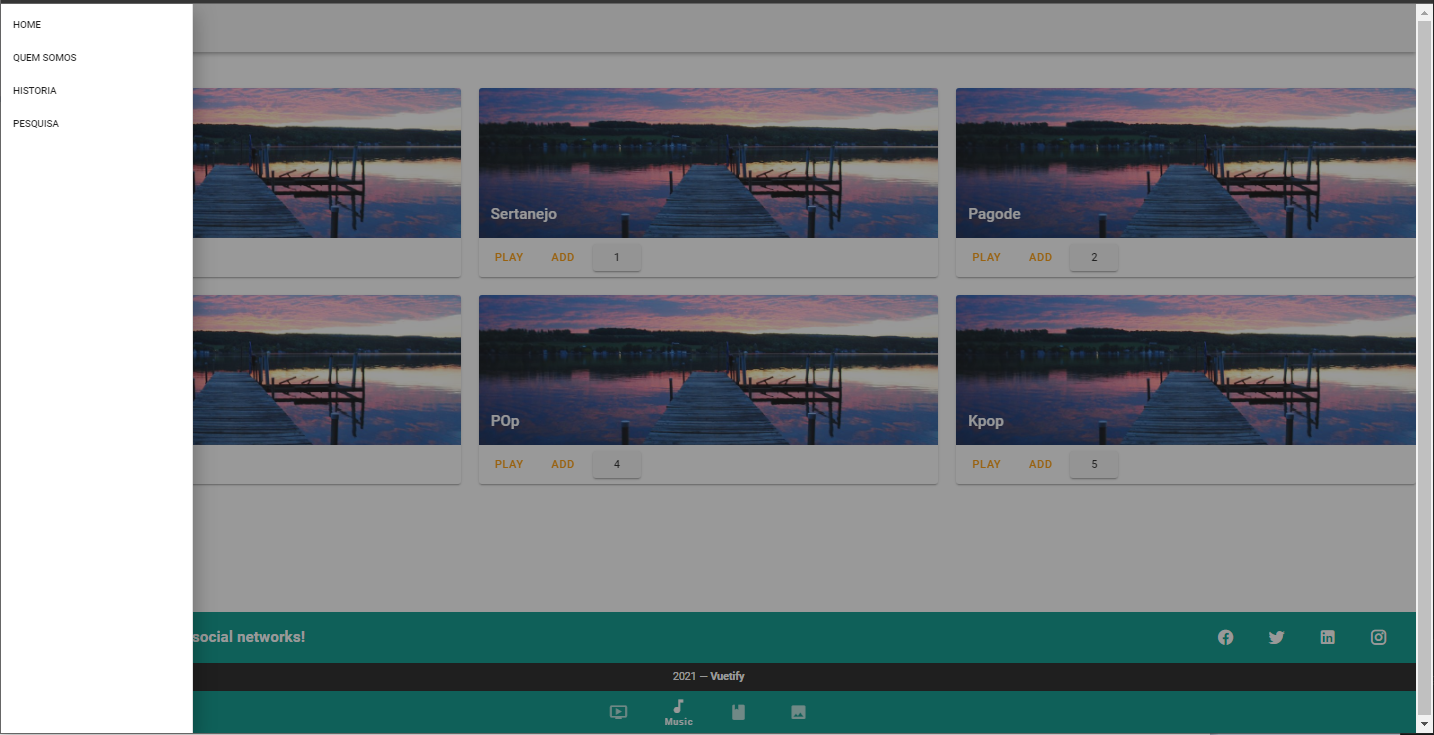 HOME
QUEM SOMOS
HISTORIA
PESQUISA
Sertanejo
Pagode
PLAY ADD 1
PLAY ADD 2
POp
Kpop
PLAY ADD 4
PLAY ADD 5
social networks!
2021 — Vuetify
Music